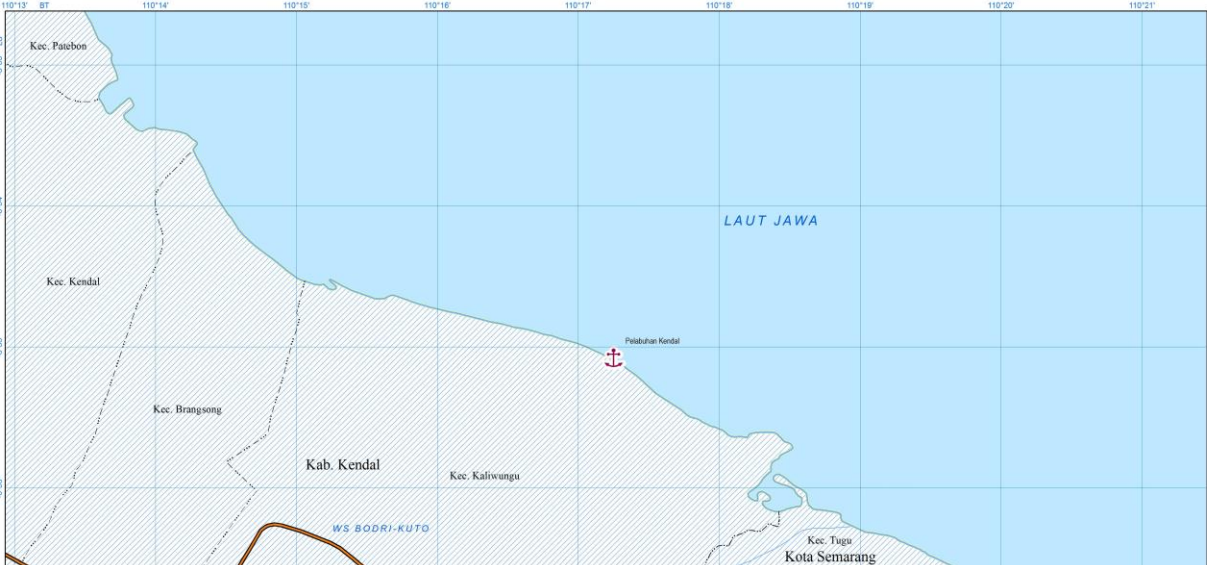 110°13' BT 110°14' 110°15' 110°16' 110°17' 110°18' 110°19' 110°20' 110°21'
Kec. Patebon
LAUT JAWA
Kec. Kendal
Pelabuhan Kendal
Kec. Brangsong
Kab. Kendal
Kec. Kaliwungu
WS BODRI-KUTO
Kec. Tugu
Kota Semarang